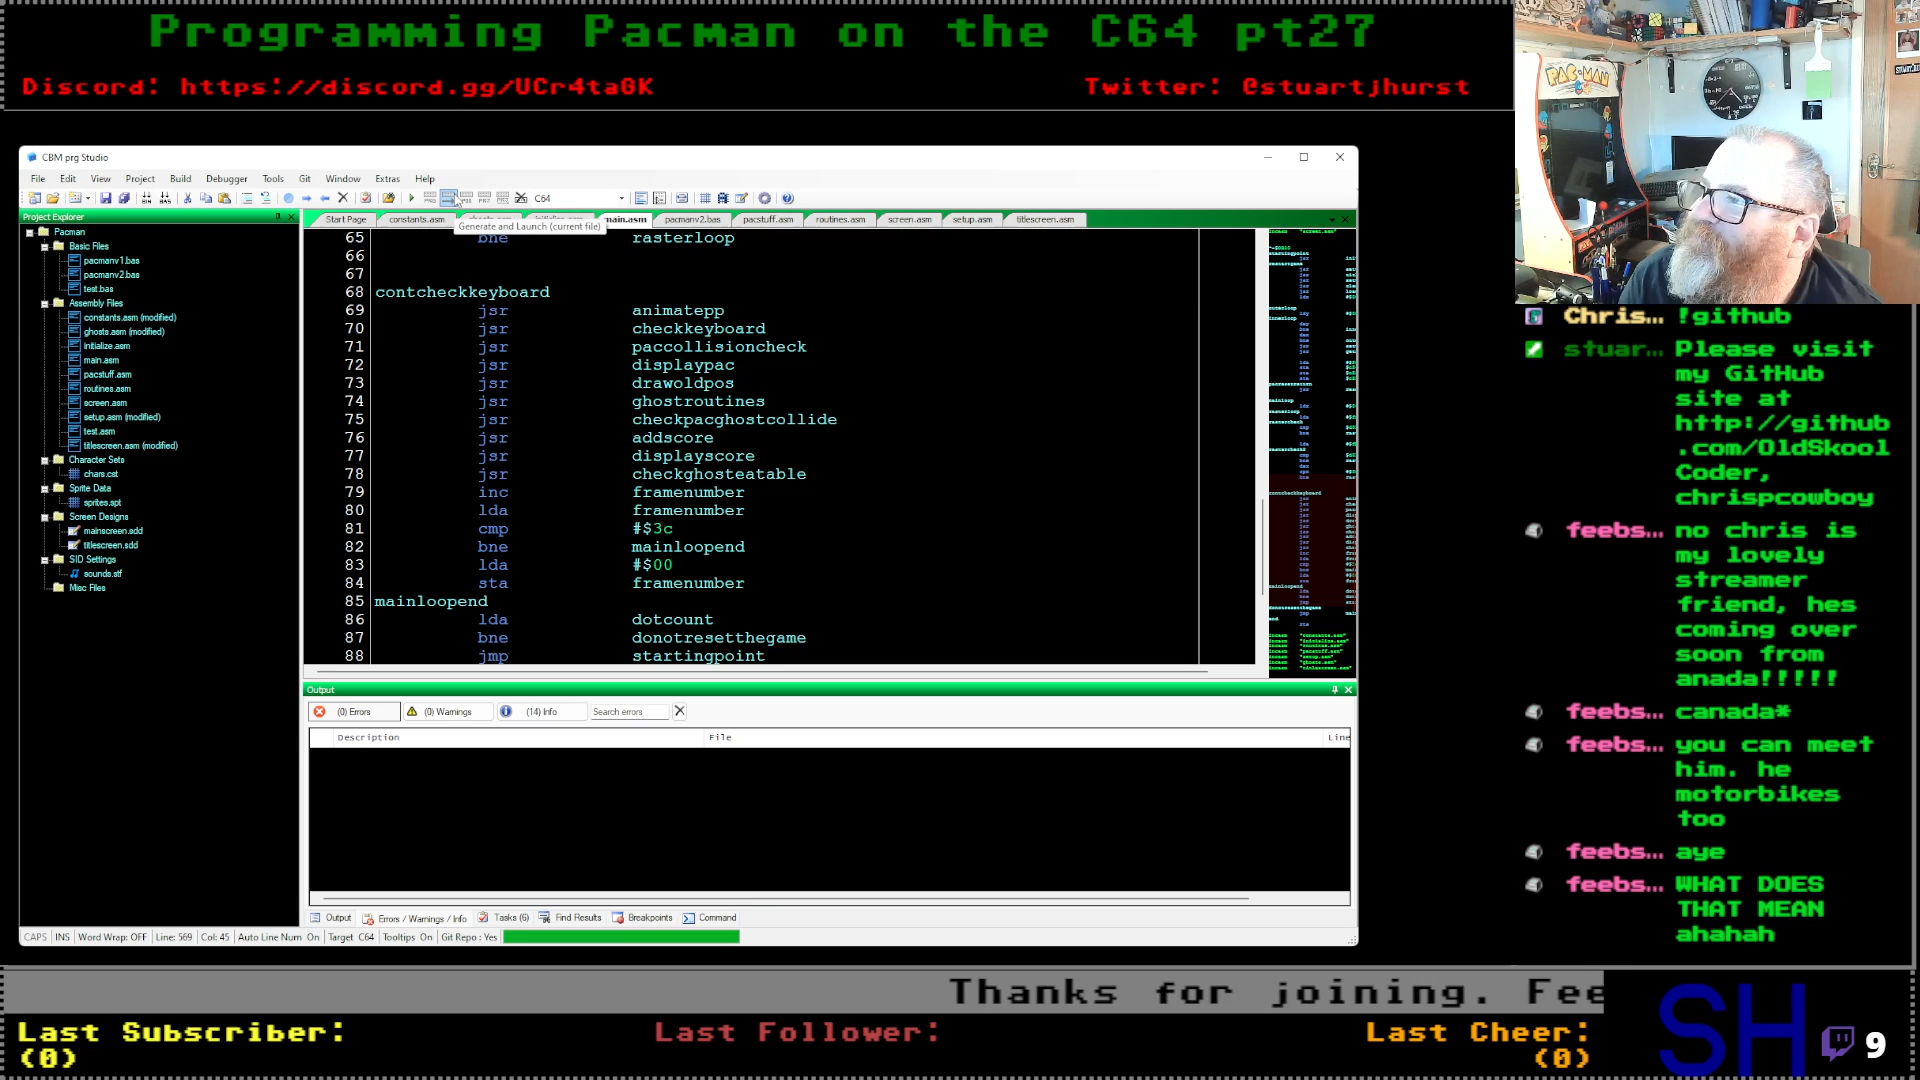 Programming Pacman on the C64 pt27
Discord: https://discord.gg/UCr4taGK
Twitter: @stuartjhurst
CBM prg Studio
File Edit View Project Build Debugger Tools Git Window Extras Help
C64
Project Explorer
Start Page constants.asm main.asm pacmanv2.bas pacstuff.asm routines.asm screen.asm setup.asm titlescreen.asm
Generate and Launch (current file)
Pacman
Basic Files
pacmanv1.bas
pacmanv2.bas
test.bas
Assembly Files
constants.asm (modified)
ghosts.asm (modified)
initialize.asm
main.asm
pacstuff.asm
routines.asm
screen.asm
setup.asm (modified)
test.asm
titlescreen.asm (modified)
Character Sets
chars.cst
Sprite Data
sprites.spt
Screen Designs
mainscreen.sdd
titlescreen.sdd
SID Settings
sounds.stf
Misc Files
65 bne rasterloop
66
67
68 contcheckkeyboard
69 jsr animatepp
70 jsr checkkeyboard
71 jsr paccollisioncheck
72 jsr displaypac
73 jsr drawoldpos
74 jsr ghostroutines
75 jsr checkpacghostcollide
76 jsr addscore
77 jsr displayscore
78 jsr checkghosteatable
79 inc framenumber
80 lda framenumber
81 cmp #$3c
82 bne mainloopend
83 lda #$00
84 sta framenumber
85 mainloopend
86 lda dotcount
87 bne donotresetthegame
88 jmp startingpoint
Output
(0) Errors (0) Warnings (14) Info Search errors
Description File Line
Output Errors / Warnings / Info Tasks (6) Find Results Breakpoints Command
CAPS INS Word Wrap: OFF Line: 569 Col: 45 Auto Line Num On Target C64 Tooltips On Git Repo : Yes
PAC-MAN
Chris... !github
stuar... Please visit
my GitHub
site at
http://github
.com/OldSkool
Coder,
chrispcowboy
feebs... no chris is
my lovely
streamer
friend, hes
coming over
soon from
anada!!!!!
feebs... canada*
feebs... you can meet
him. he
motorbikes
too
feebs... aye
feebs... WHAT DOES
THAT MEAN
ahahah
Thanks for joining. Fee
Last Subscriber:
(0)
Last Follower:
Last Cheer:
(0)
SH
9